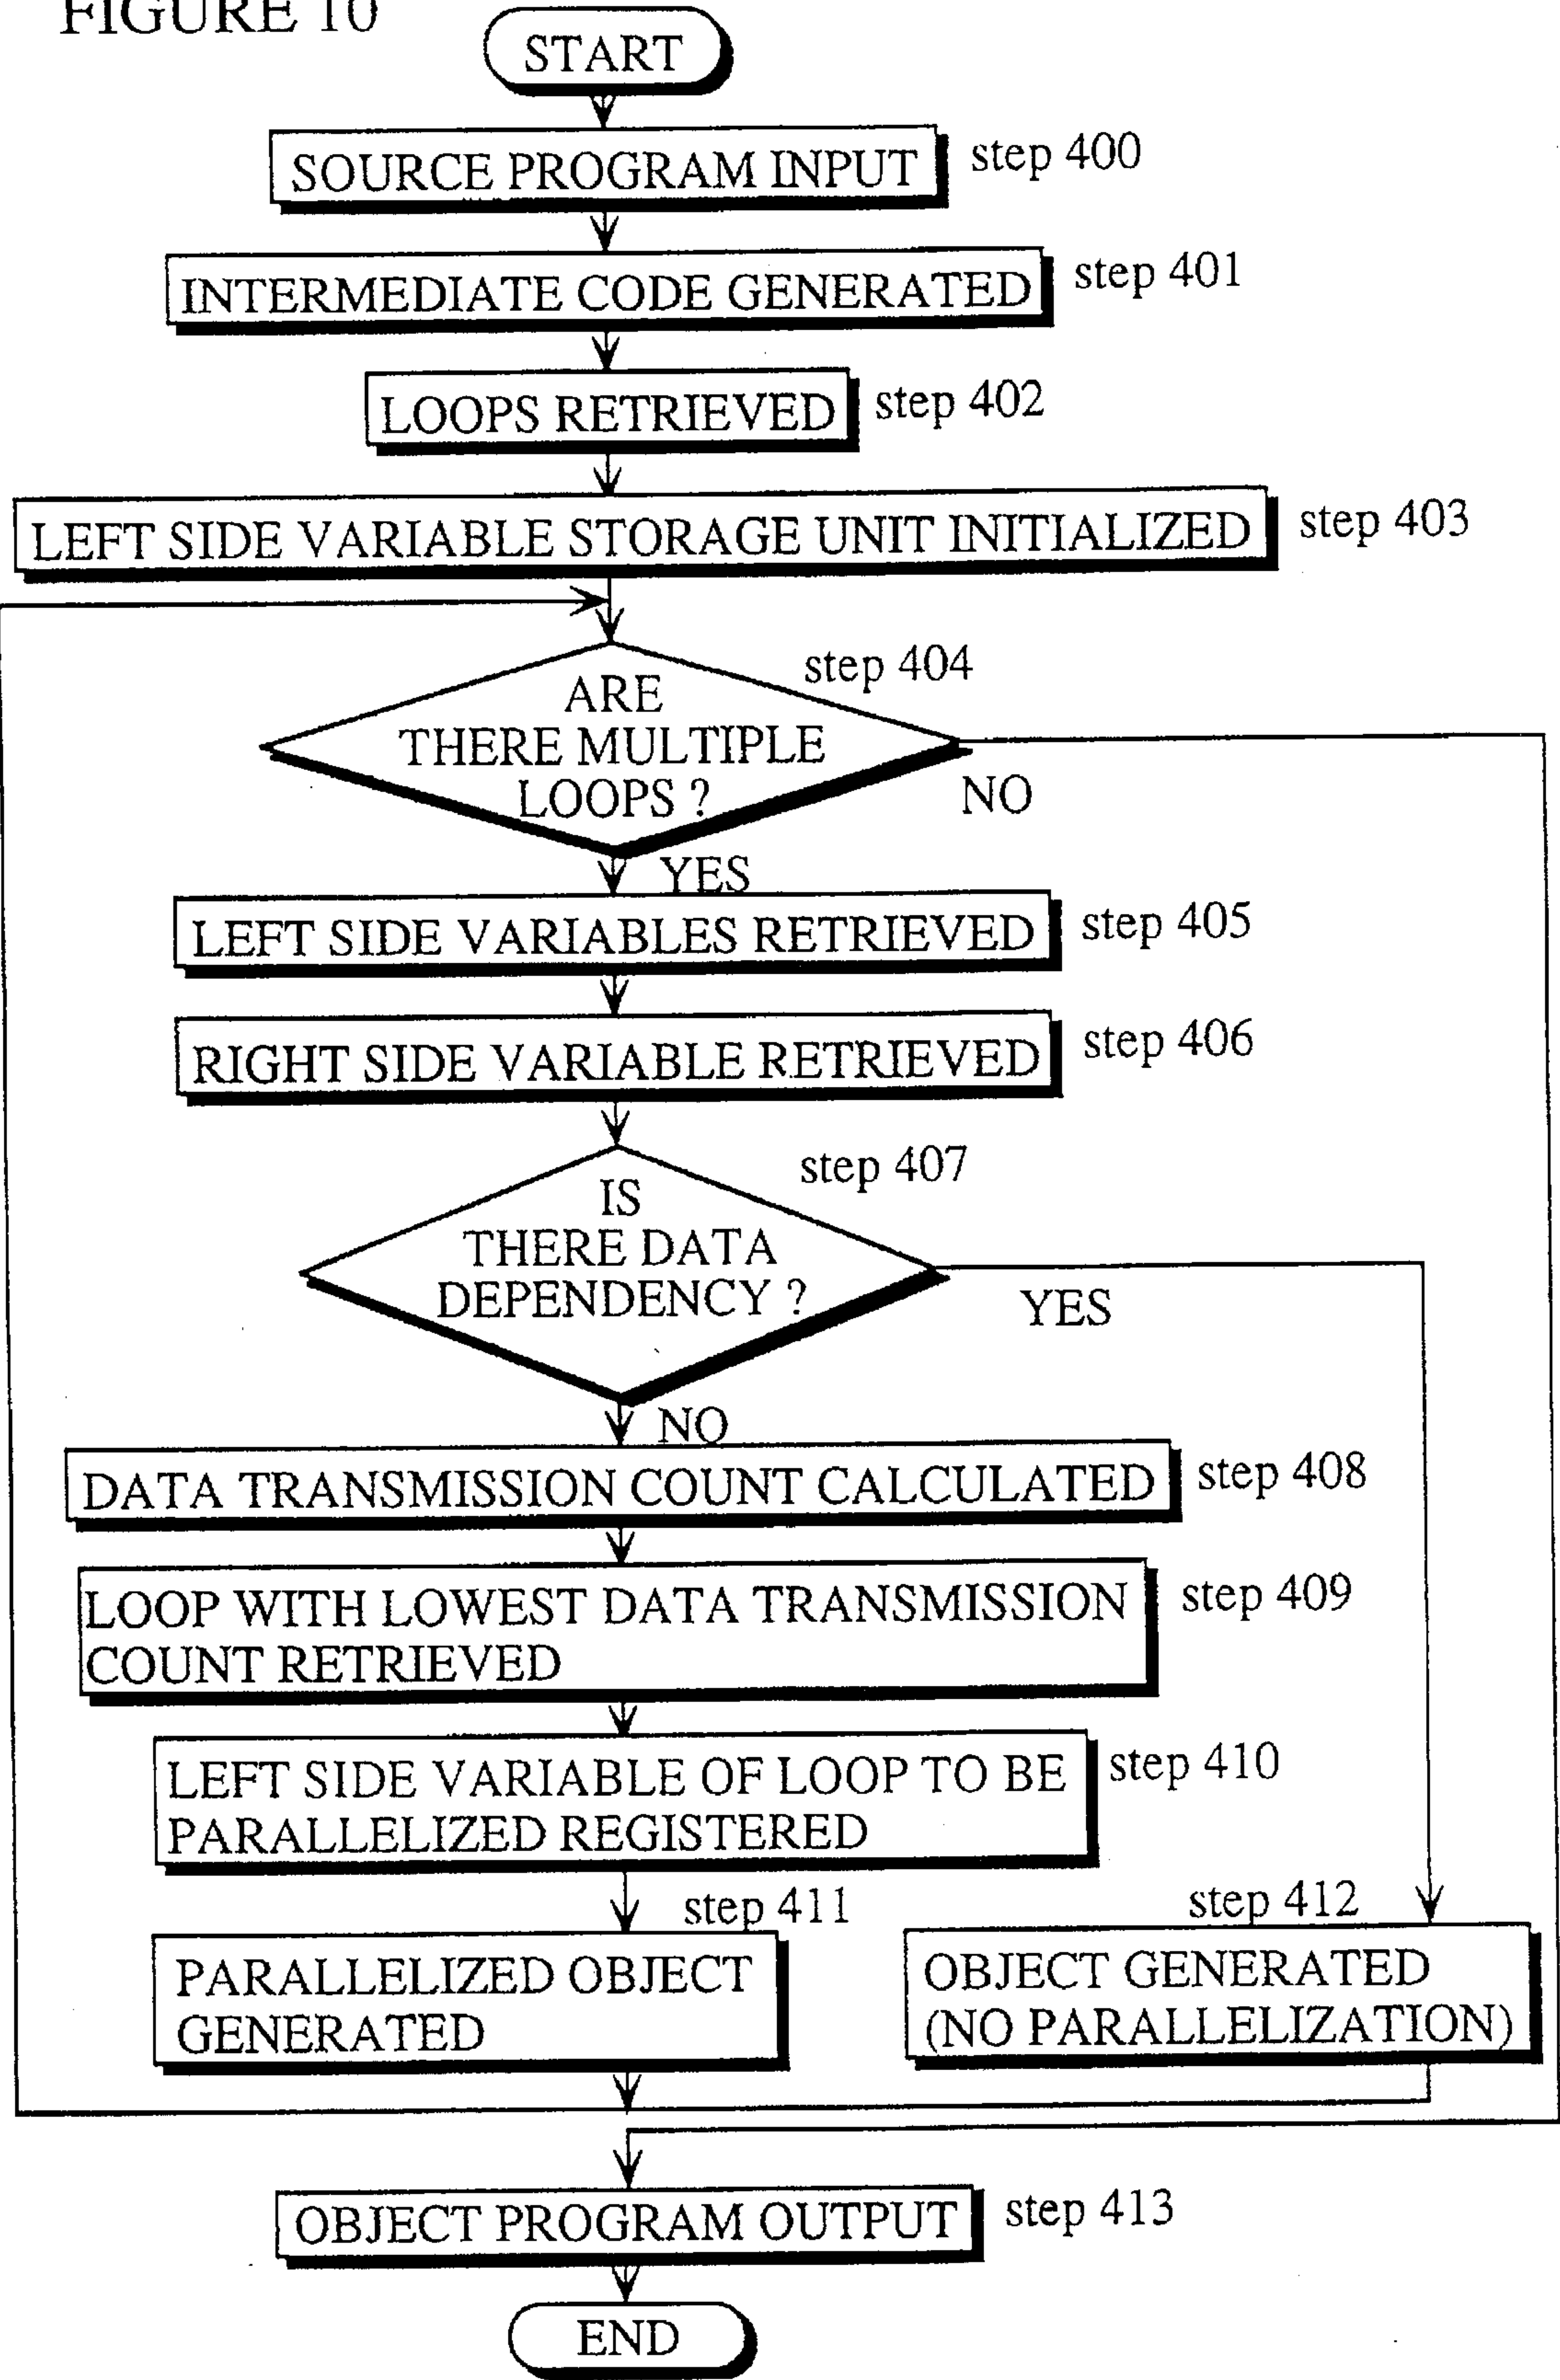 FIGURE 10
START
SOURCE PROGRAM INPUT
step 400
INTERMEDIATE CODE GENERATED
step 401
LOOPS RETRIEVED
step 402
LEFT SIDE VARIABLE STORAGE UNIT INITIALIZED
step 403
step 404
ARE
THERE MULTIPLE
LOOPS ?
NO
YES
LEFT SIDE VARIABLES RETRIEVED
step 405
RIGHT SIDE VARIABLE RETRIEVED
step 406
step 407
IS
THERE DATA
DEPENDENCY ?
YES
NO
DATA TRANSMISSION COUNT CALCULATED
step 408
LOOP WITH LOWEST DATA TRANSMISSION
COUNT RETRIEVED
step 409
LEFT SIDE VARIABLE OF LOOP TO BE
PARALLELIZED REGISTERED
step 410
step 411
PARALLELIZED OBJECT
GENERATED
step 412
OBJECT GENERATED
(NO PARALLELIZATION)
OBJECT PROGRAM OUTPUT
step 413
END